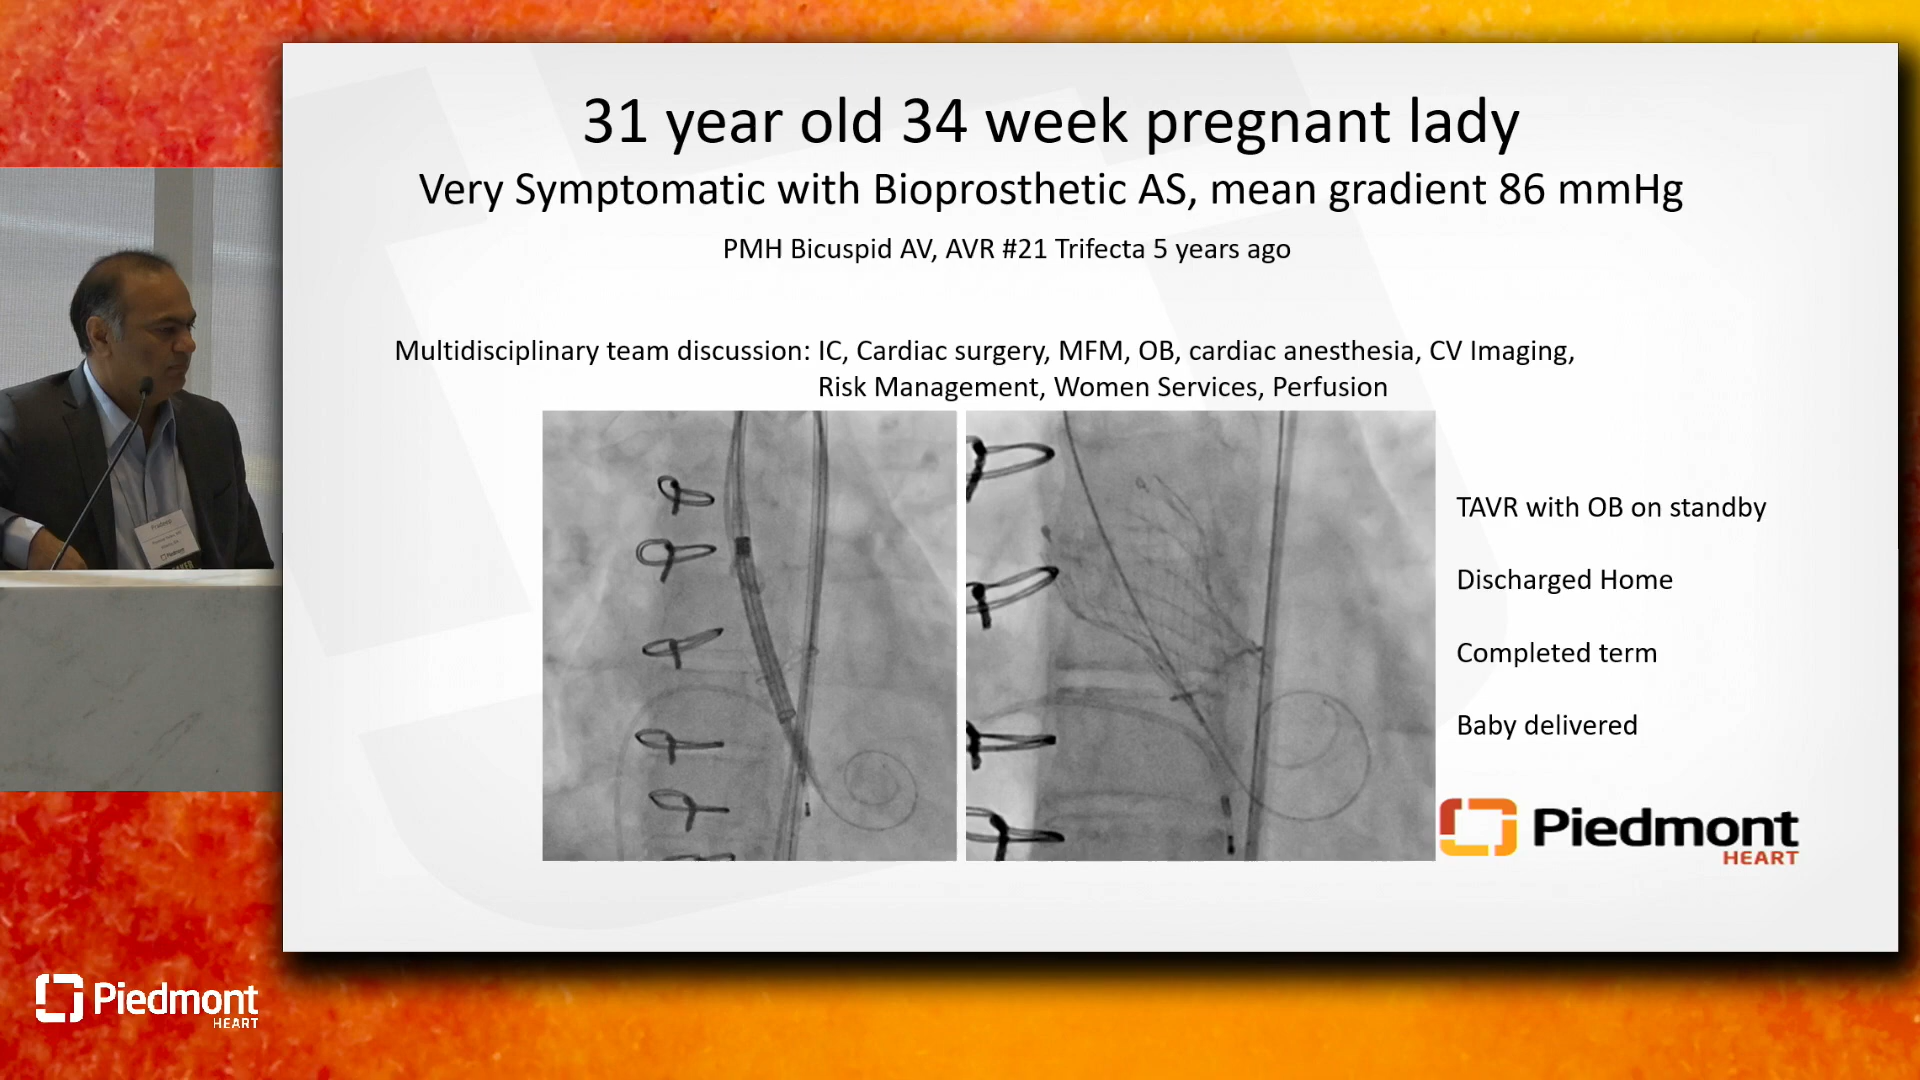 31 year old 34 week pregnant lady
Very Symptomatic with Bioprosthetic AS, mean gradient 86 mmHg
PMH Bicuspid AV, AVR #21 Trifecta 5 years ago
Multidisciplinary team discussion: IC, Cardiac surgery, MFM, OB, cardiac anesthesia, CV Imaging,
Risk Management, Women Services, Perfusion
TAVR with OB on standby
Discharged Home
Completed term
Baby delivered
Piedmont
HEART
Pradeep
Piedmont
Piedmont
HEART